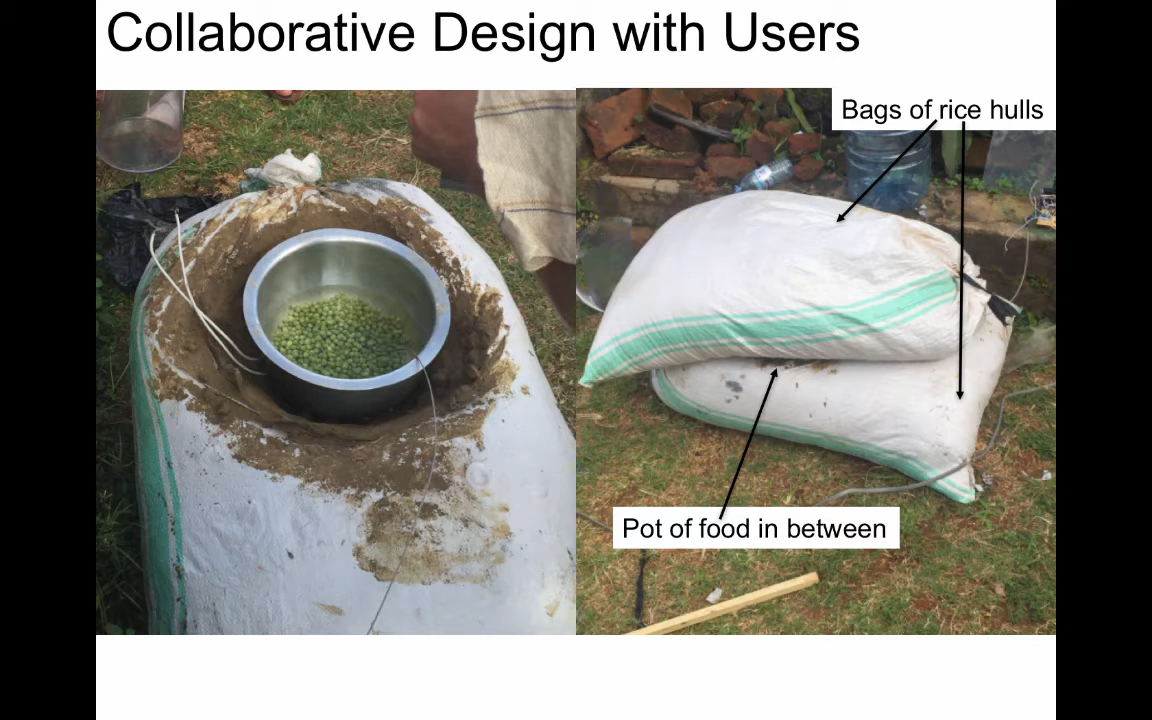 Collaborative Design with Users
Bags of rice hulls
Pot of food in between